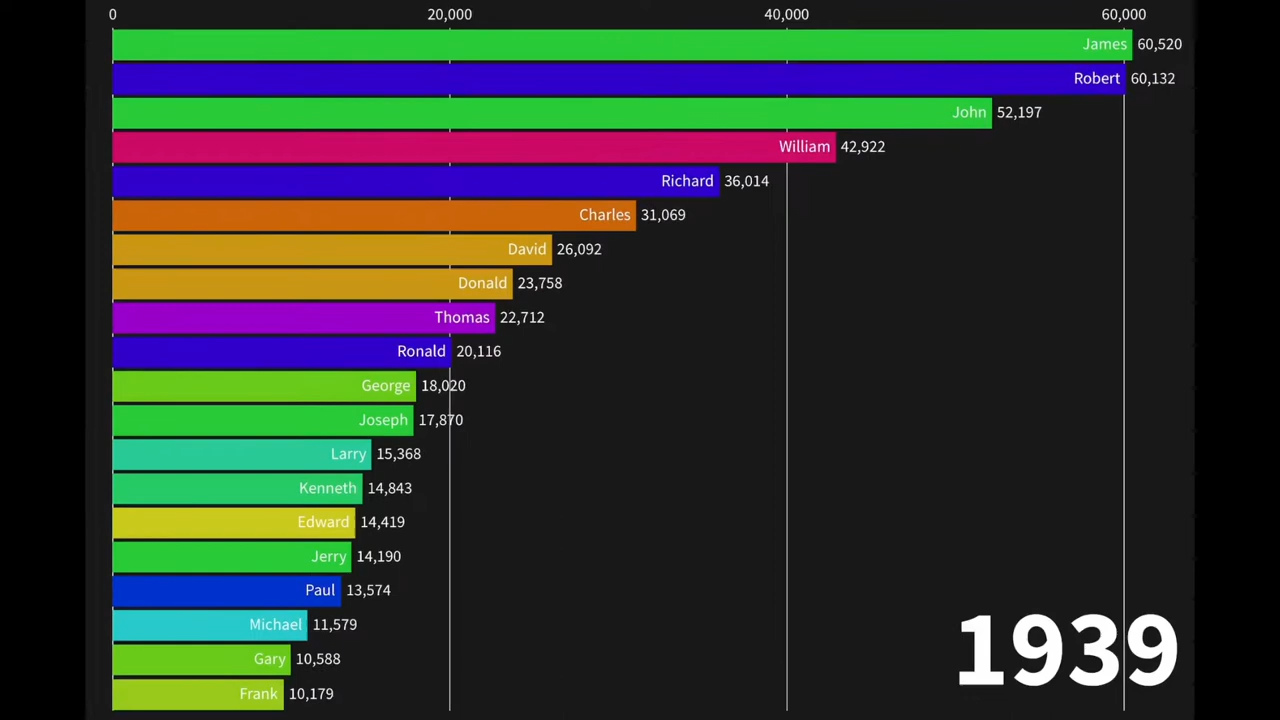 0 20,000 40,000 60,000
James 60,520
Robert 60,132
John 52,197
William 42,922
Richard 36,014
Charles 31,069
David 26,092
Donald 23,758
Thomas 22,712
Ronald 20,116
George 18,020
Joseph 17,870
Larry 15,368
Kenneth 14,843
Edward 14,419
Jerry 14,190
Paul 13,574
Michael 11,579
Gary 10,588
Frank 10,179
1939